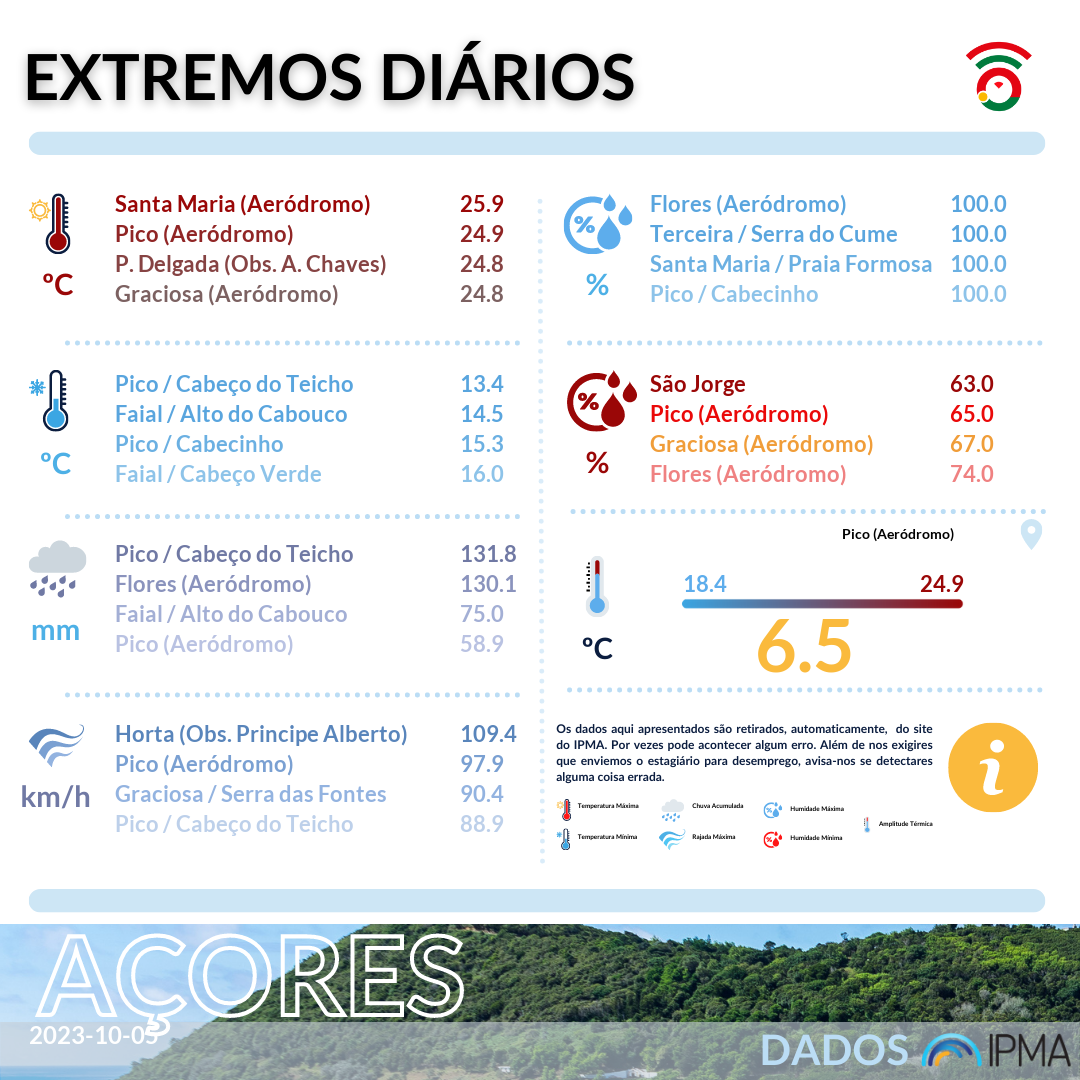 EXTREMOS DIÁRIOS
Santa Maria (Aeródromo) 25.9
Pico (Aeródromo) 24.9
P. Delgada (Obs. A. Chaves) 24.8
Graciosa (Aeródromo) 24.8
ºC
Flores (Aeródromo) 100.0
Terceira / Serra do Cume 100.0
Santa Maria / Praia Formosa 100.0
Pico / Cabecinho 100.0
%
Pico / Cabeço do Teicho 13.4
Faial / Alto do Cabouco 14.5
Pico / Cabecinho 15.3
Faial / Cabeço Verde 16.0
ºC
São Jorge 63.0
Pico (Aeródromo) 65.0
Graciosa (Aeródromo) 67.0
Flores (Aeródromo) 74.0
%
Pico / Cabeço do Teicho 131.8
Flores (Aeródromo) 130.1
Faial / Alto do Cabouco 75.0
Pico (Aeródromo) 58.9
mm
Pico (Aeródromo)
18.4 24.9
6.5
ºC
Horta (Obs. Principe Alberto) 109.4
Pico (Aeródromo) 97.9
Graciosa / Serra das Fontes 90.4
Pico / Cabeço do Teicho 88.9
km/h
Os dados aqui apresentados são retirados, automaticamente, do site
do IPMA. Por vezes pode acontecer algum erro. Além de nos exigires
que enviemos o estagiário para desemprego, avisa-nos se detectares
alguma coisa errada.
Temperatura Máxima Chuva Acumulada Humidade Máxima
Amplitude Térmica
Temperatura Mínima Rajada Máxima Humidade Mínima
AÇORES
2023-10-05
DADOS IPMA